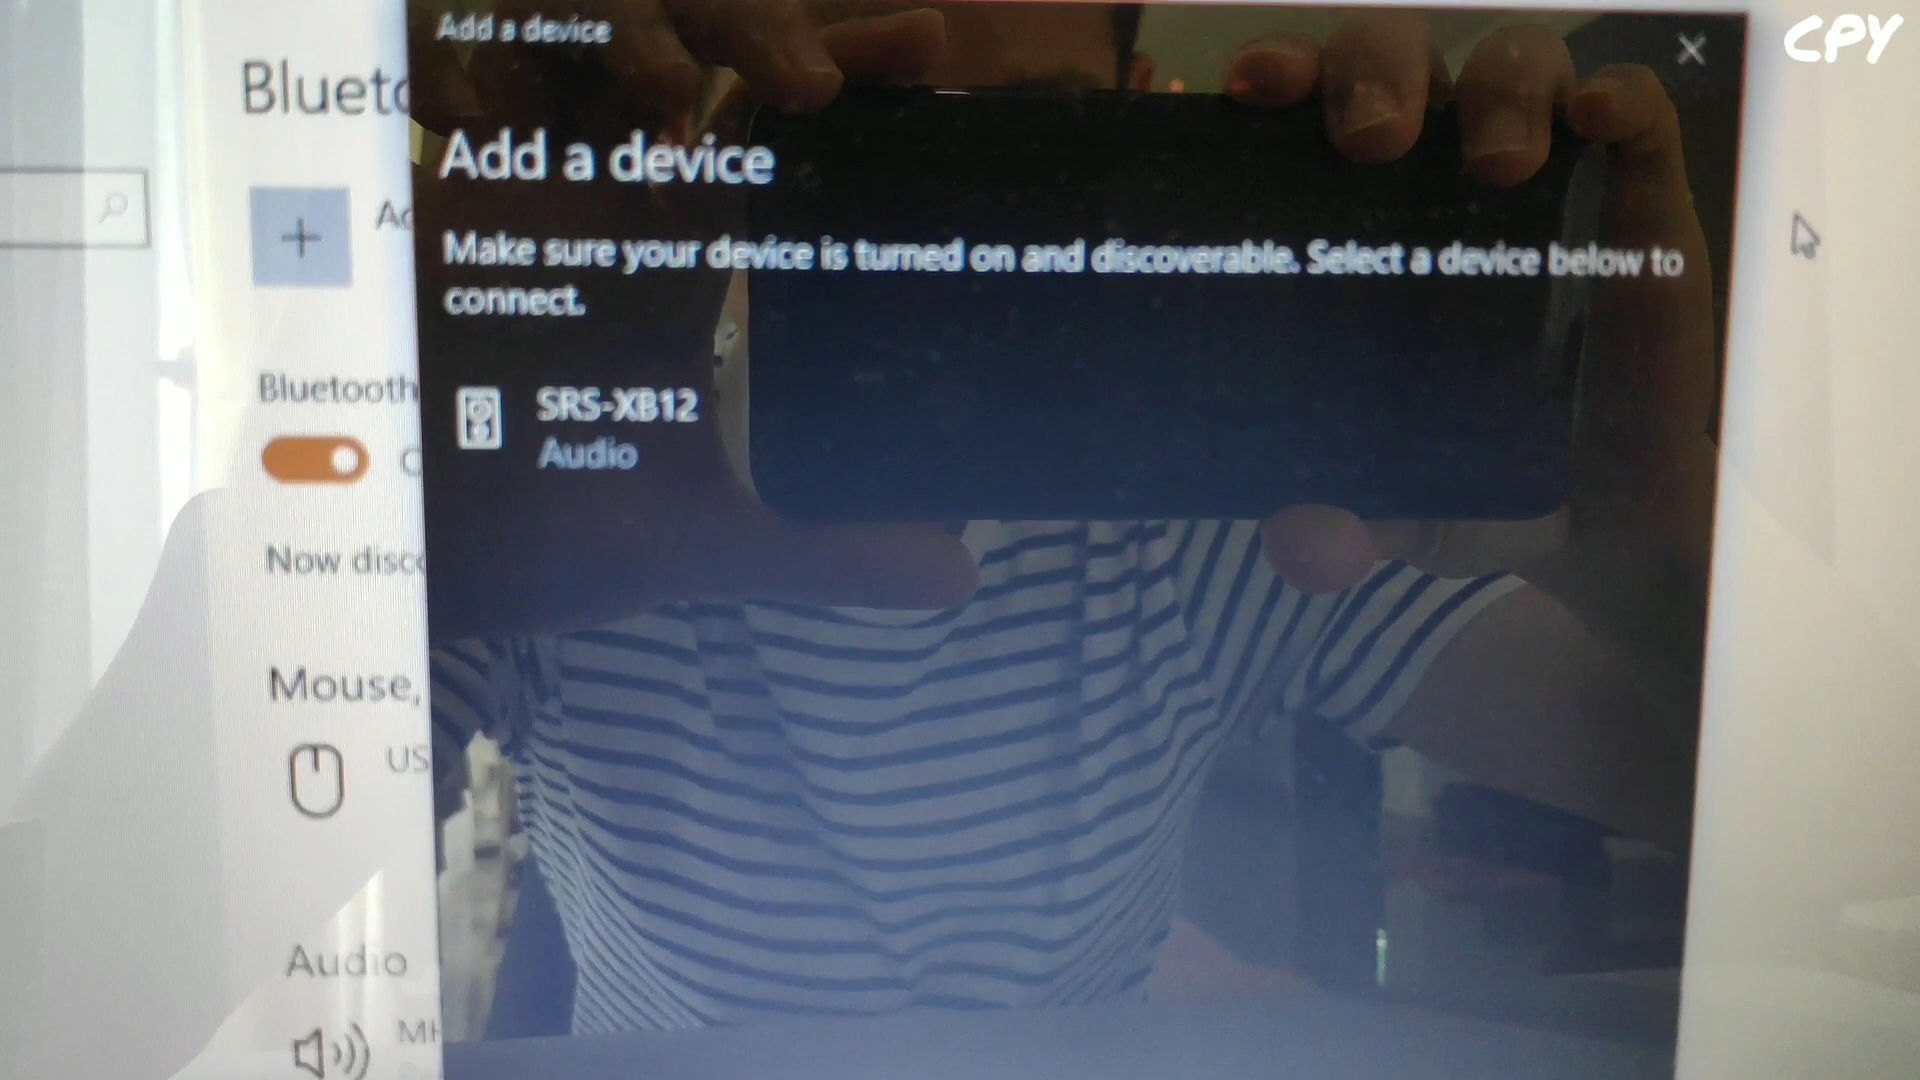 Add a device
CPY
Blueto
Add a device
Make sure your device is turned on and discoverable. Select a device below to
connect.
Bluetooth
SRS-XB12
Audio
Now disc
Mouse,
US
Audio